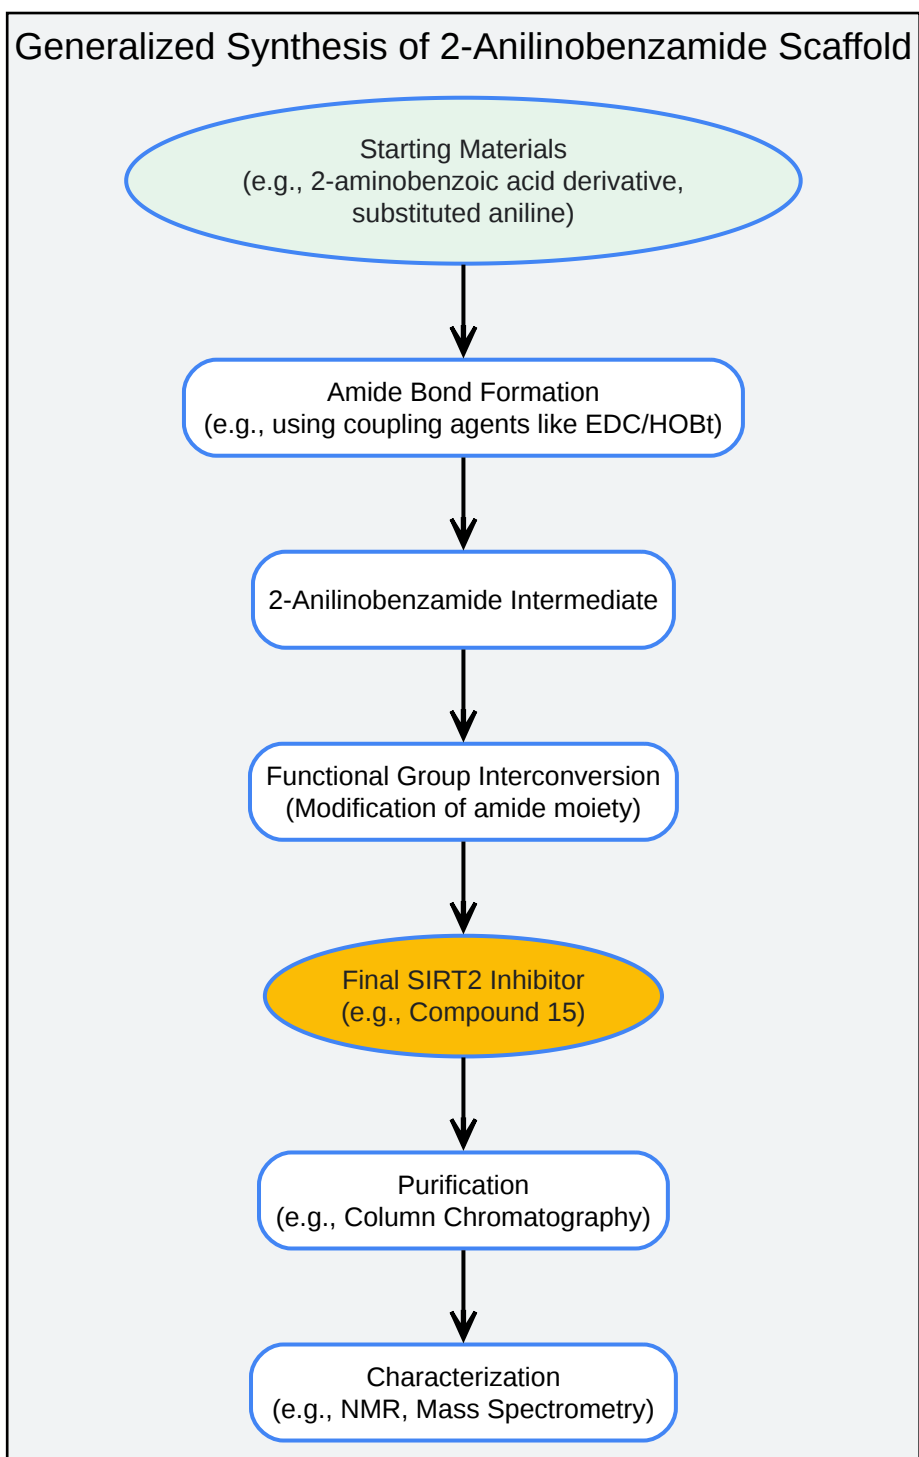 Generalized Synthesis of 2-Anilinobenzamide Scaffold
Starting Materials
(e.g., 2-aminobenzoic acid derivative,
substituted aniline)
Amide Bond Formation
(e.g., using coupling agents like EDC/HOBt)
2-Anilinobenzamide Intermediate
Functional Group Interconversion
(Modification of amide moiety)
Final SIRT2 Inhibitor
(e.g., Compound 15)
Purification
(e.g., Column Chromatography)
Characterization
(e.g., NMR, Mass Spectrometry)